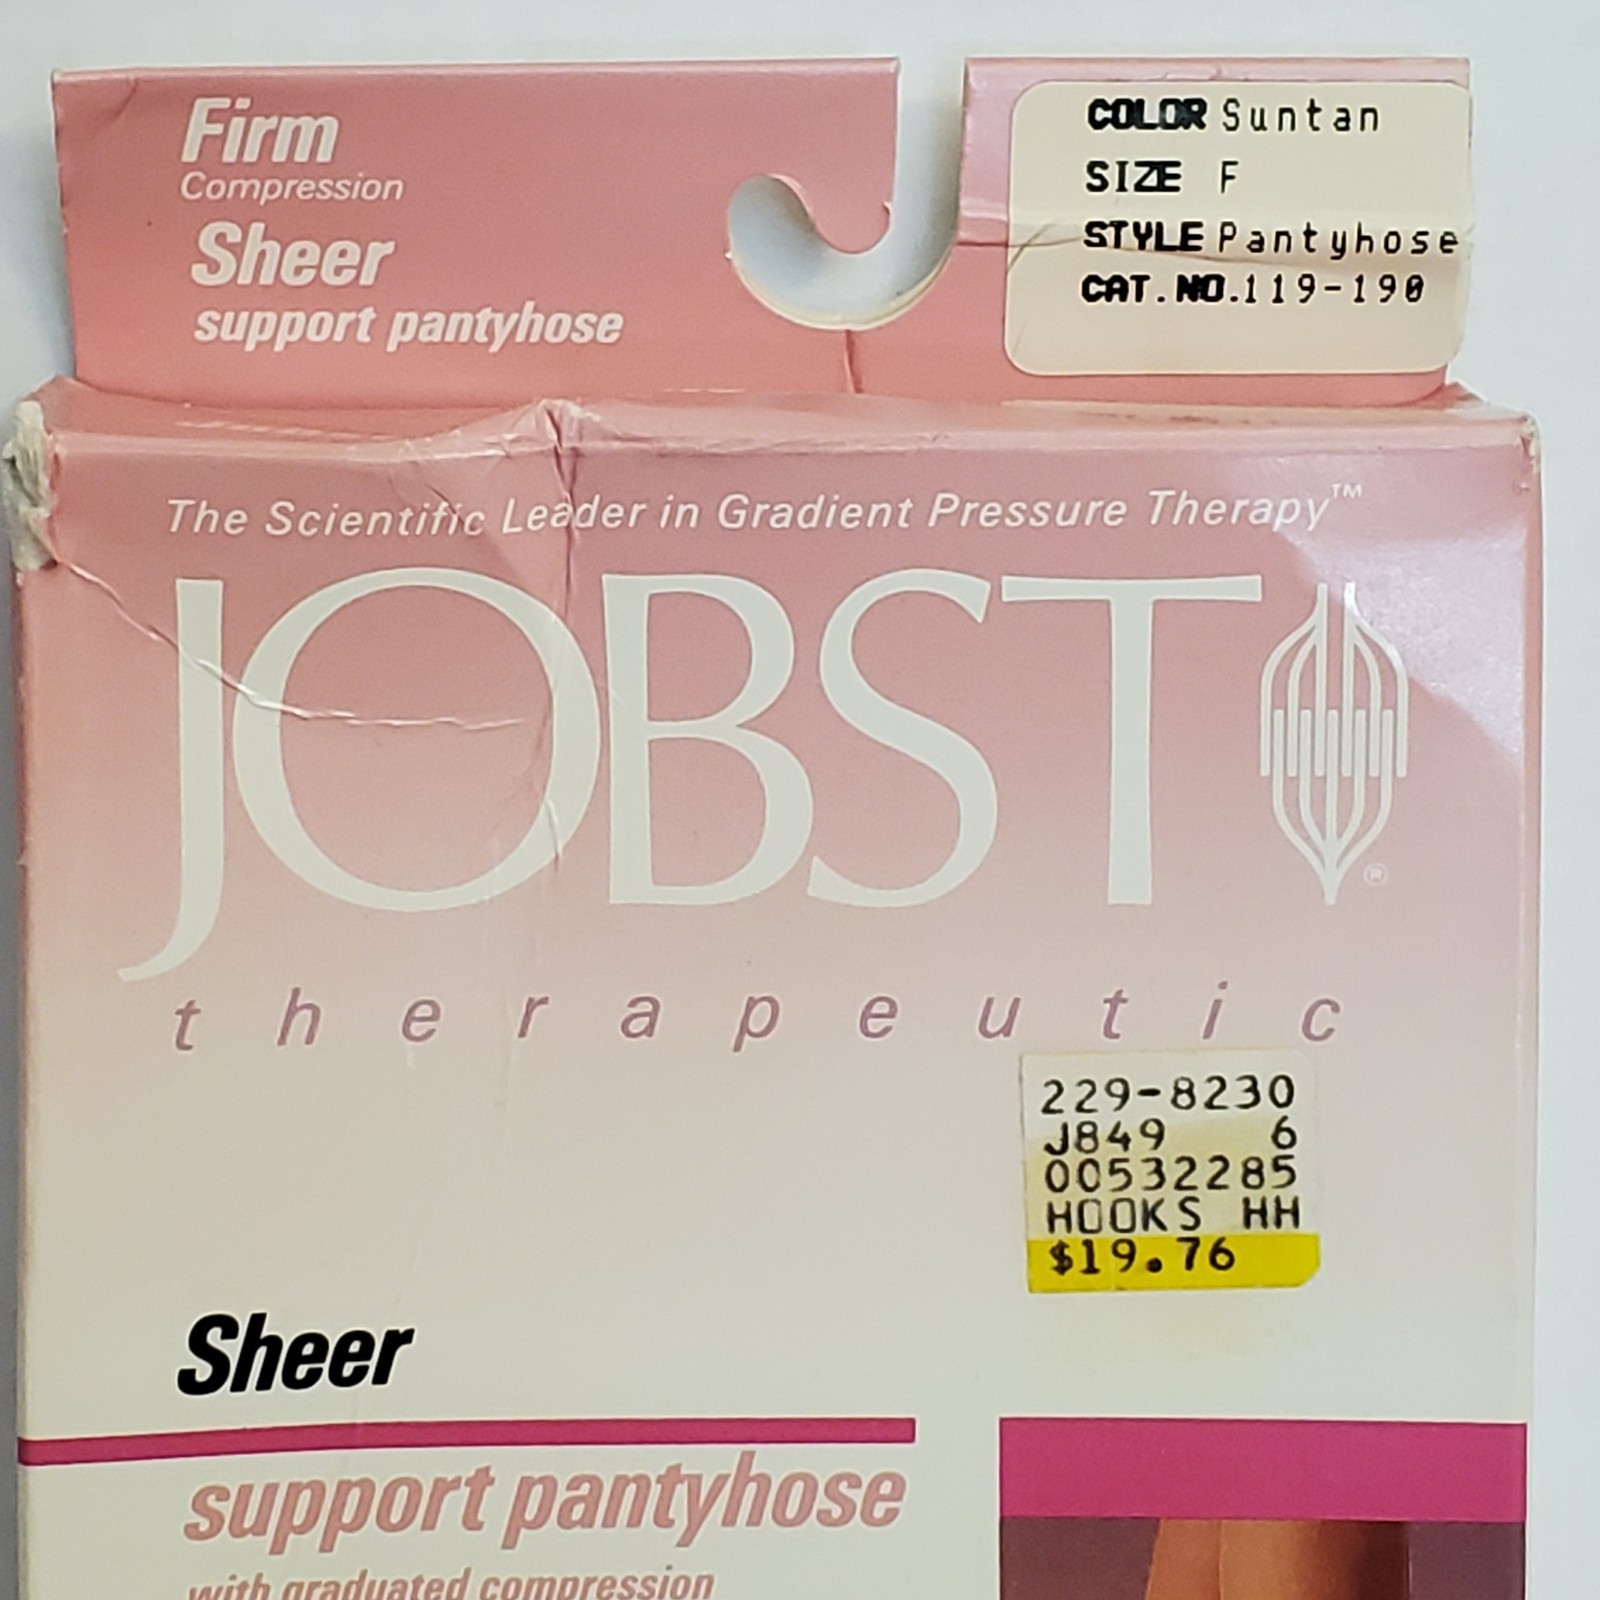 Firm
Compression
Sheer
support pantyhose
COLOR Suntan
SIZE F
STYLE Pantyhose
CAT.NO.119-190
The Scientific Leader in Gradient Pressure Therapy™
JOBST ®
therapeutic
229-8230
J849 6
00532285
HOOKS HH
$19.76
Sheer
support pantyhose
with graduated compression